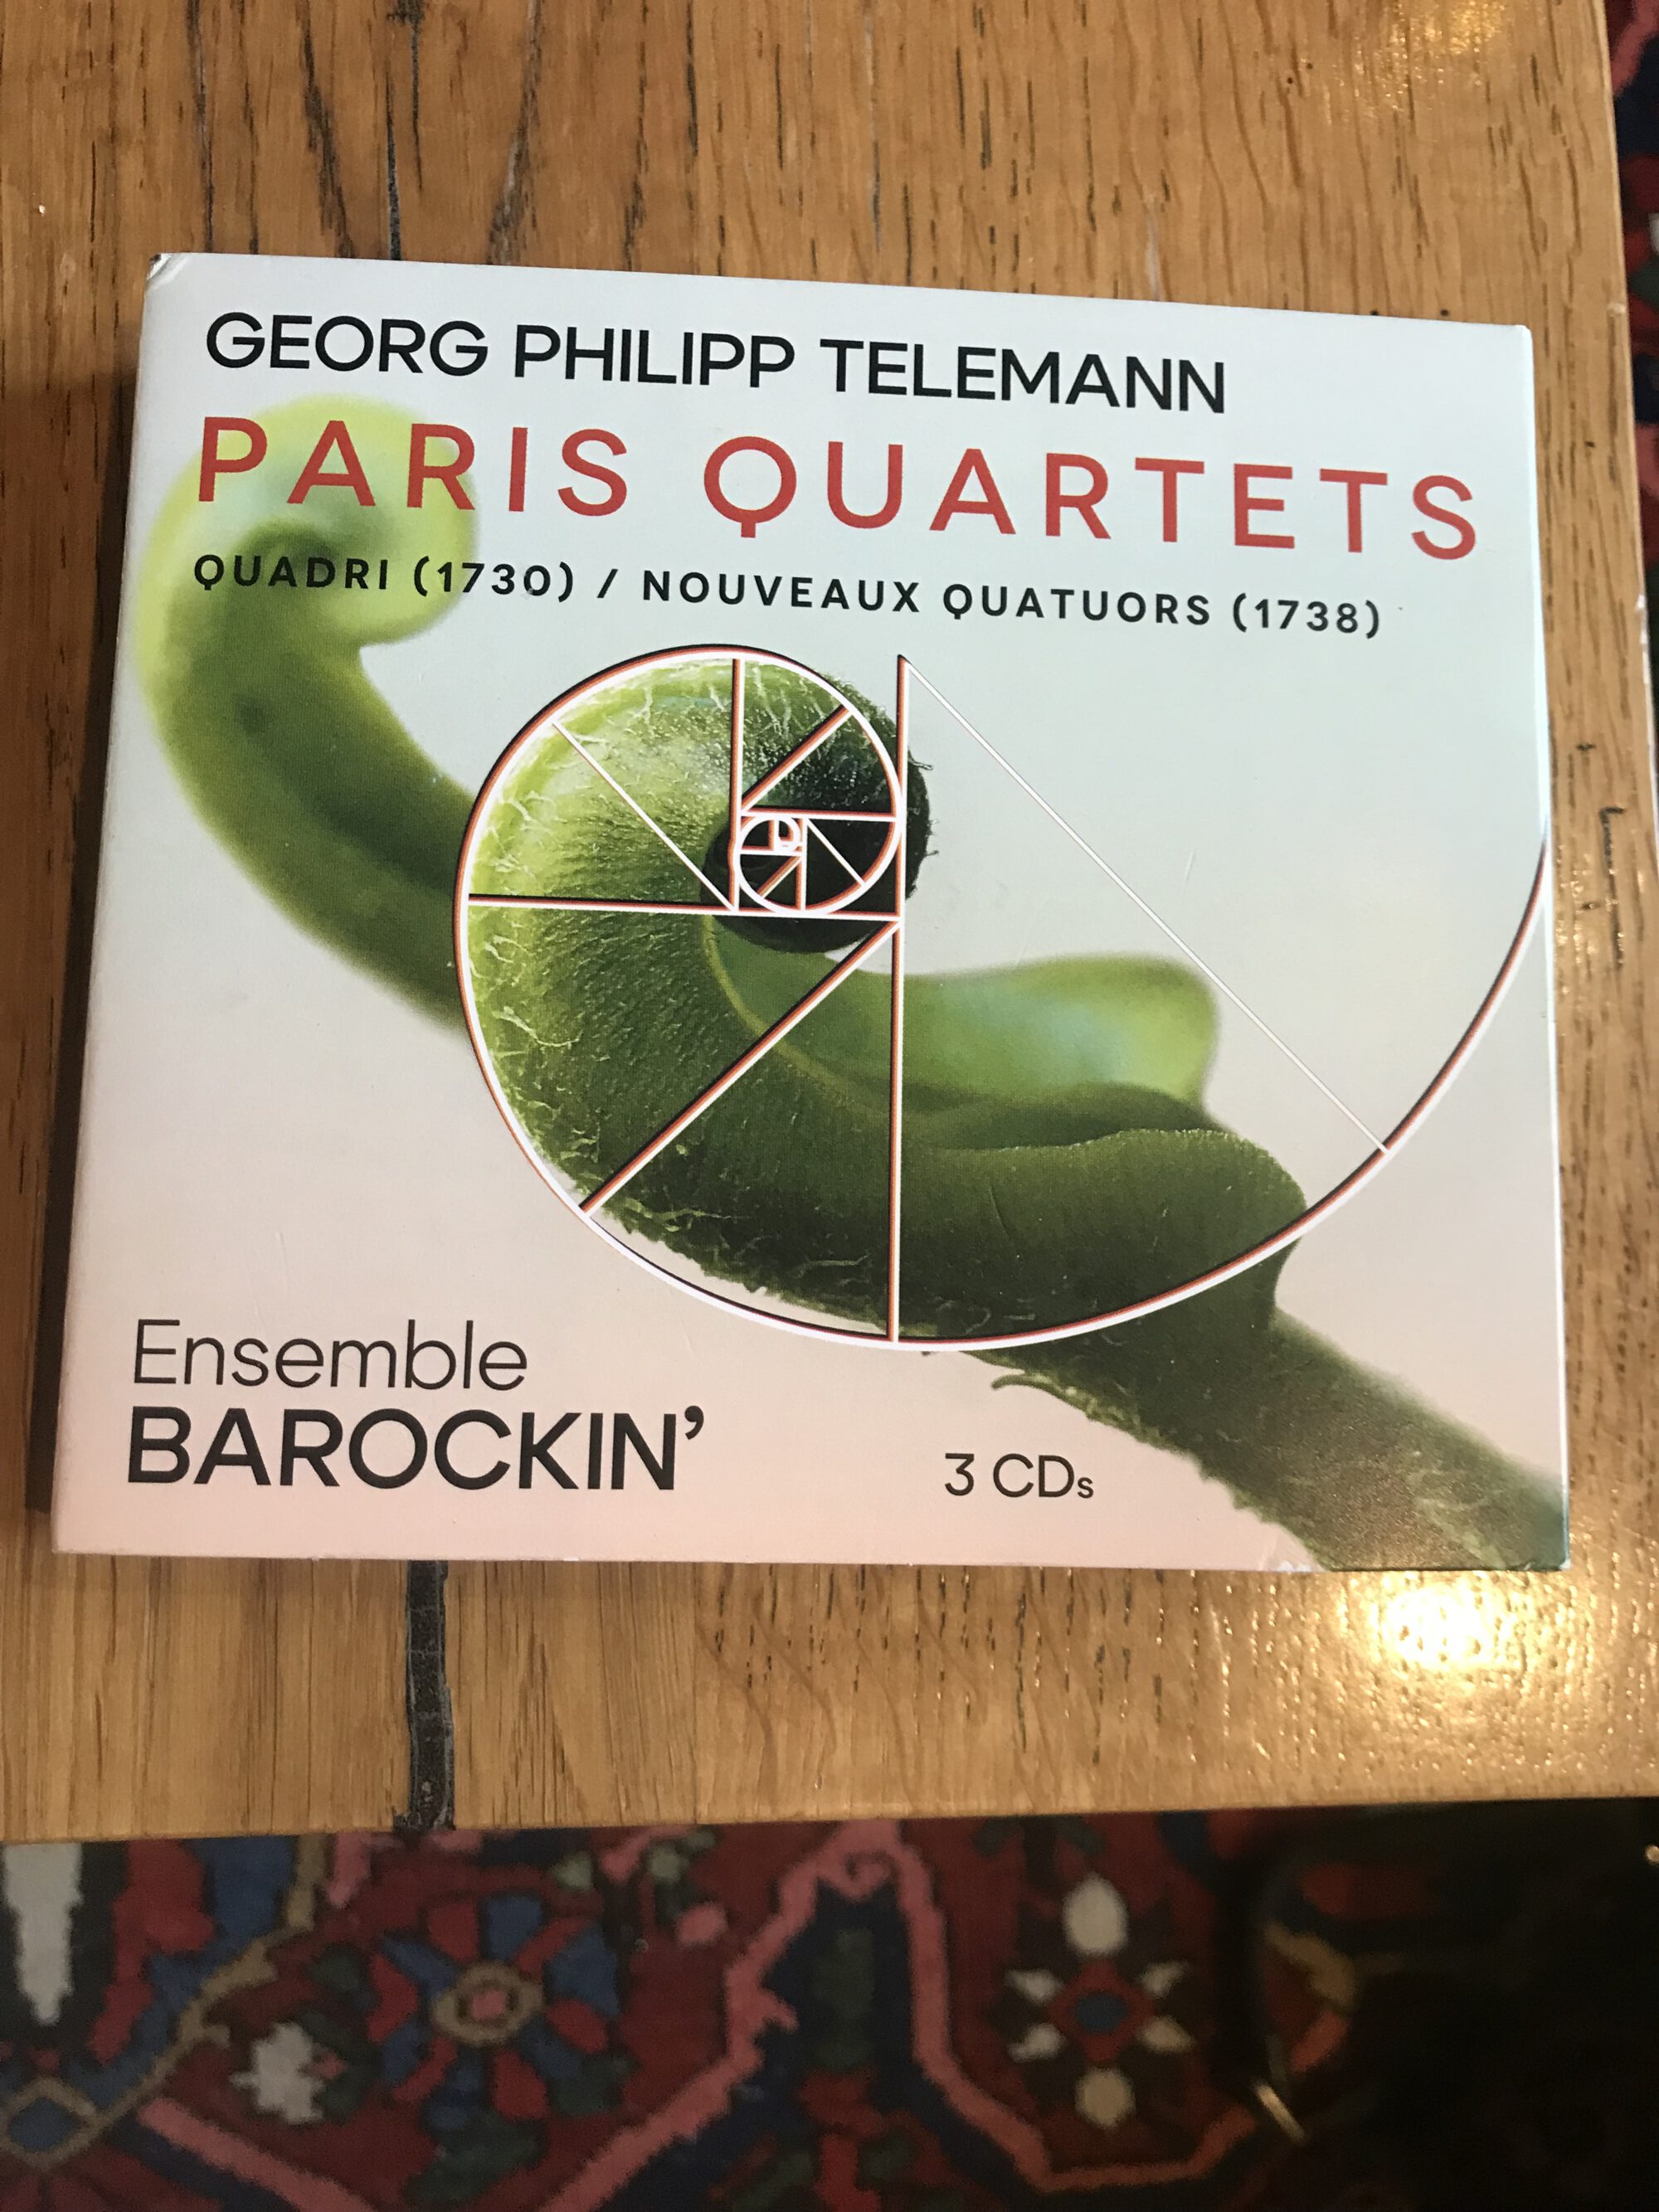 GEORG PHILIPP TELEMANN
PARIS QUARTETS
QUADRI (1730) / NOUVEAUX QUATUORS (1738)
Ensemble
BAROCKIN’
3 CDs